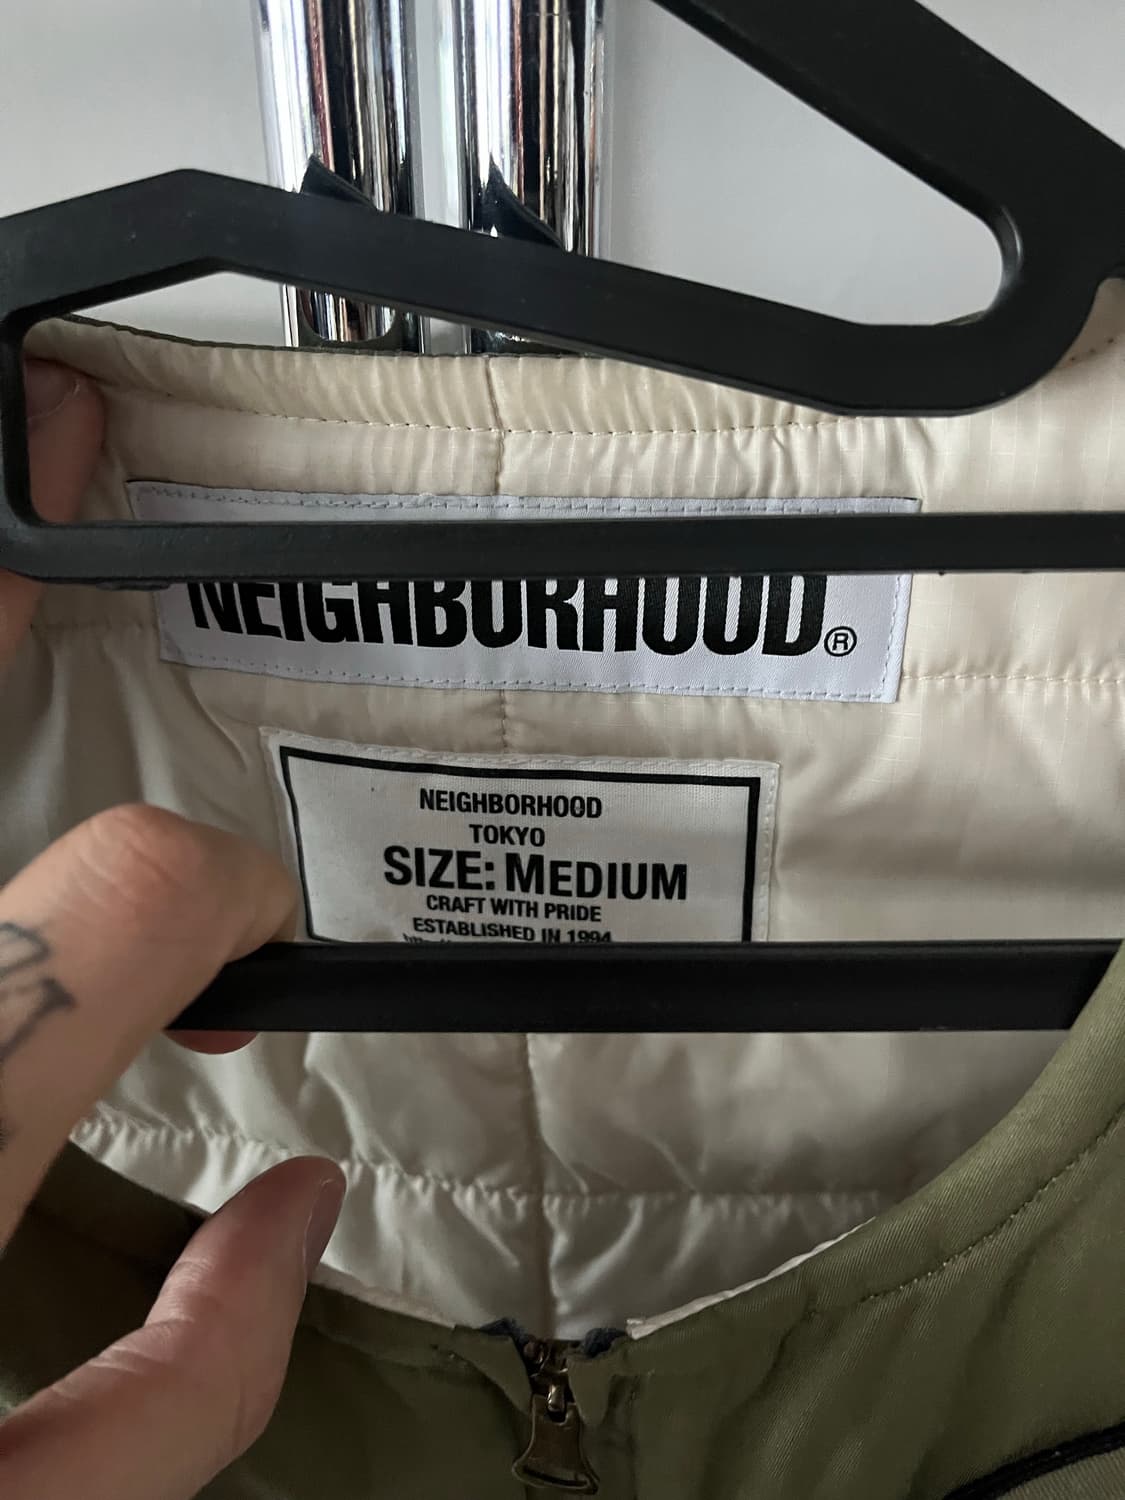 NEIGHBORHOOD®
NEIGHBORHOOD
TOKYO
SIZE: MEDIUM
CRAFT WITH PRIDE
ESTABLISHED IN 1994